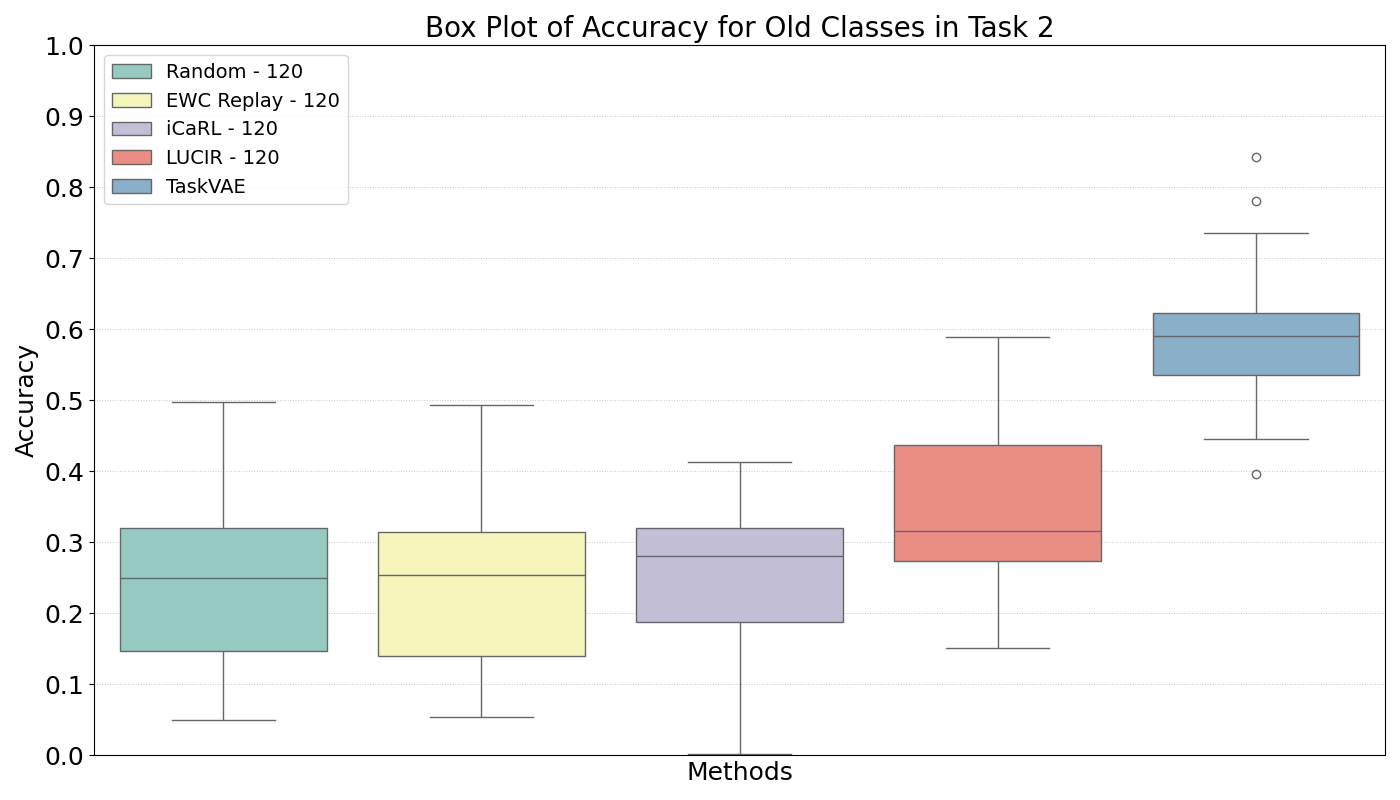 Box Plot of Accuracy for Old Classes in Task 2
1.0
0.9
0.8
0.7
0.6
0.5
0.4
0.3
0.2
0.1
0.0
Accuracy
Random - 120
EWC Replay - 120
iCaRL - 120
LUCIR - 120
TaskVAE
Methods